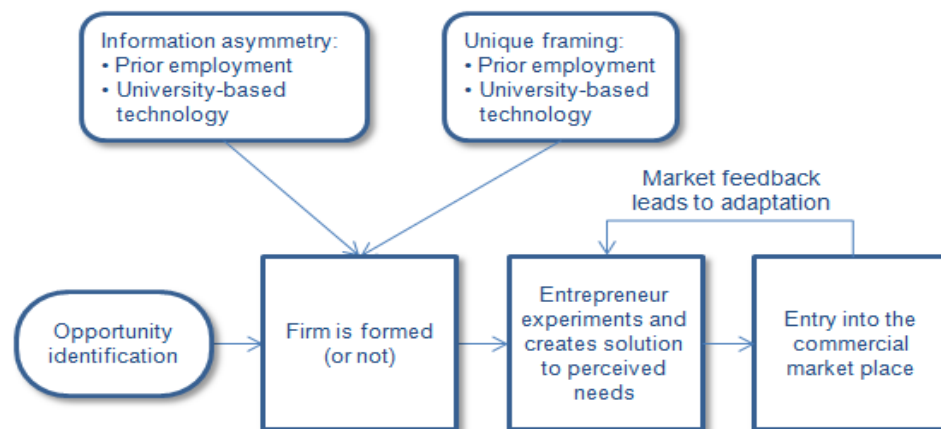 Information asymmetry:
• Prior employment
• University-based
technology
Unique framing:
• Prior employment
• University-based
technology
Market feedback
leads to adaptation
Opportunity
identification
Firm is formed
(or not)
Entrepreneur
experiments and
creates solution
to perceived
needs
Entry into the
commercial
market place